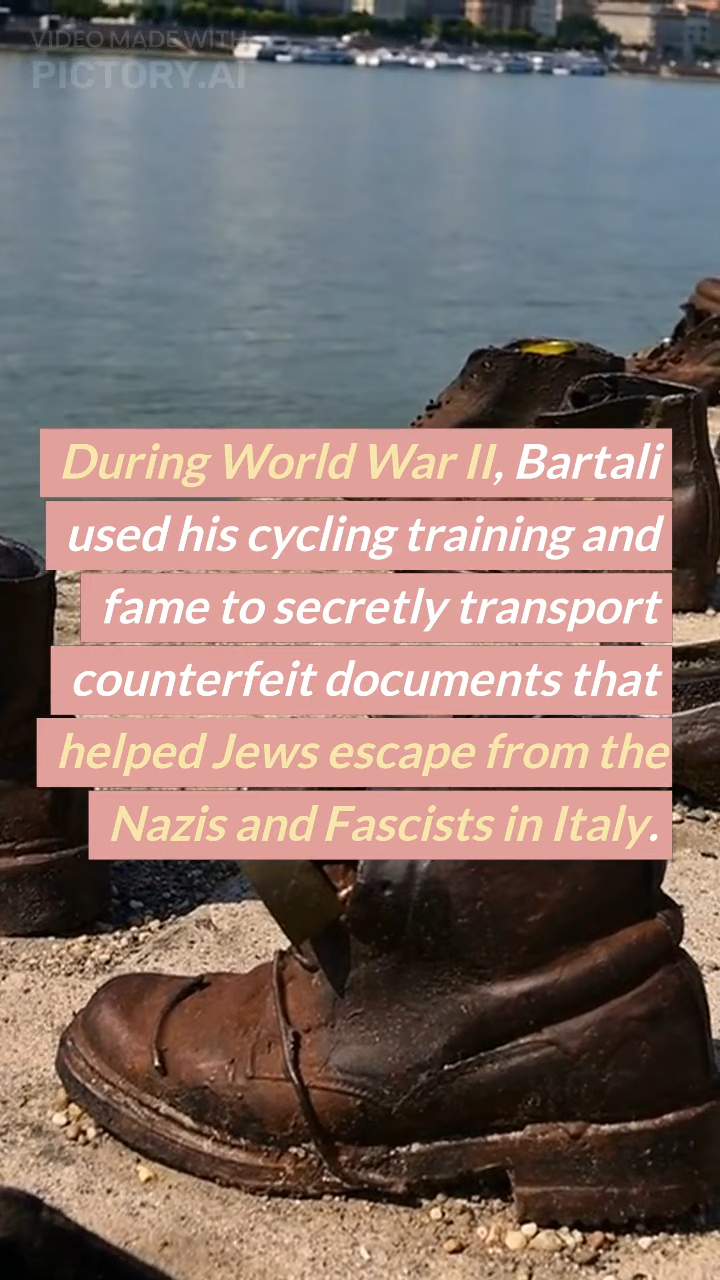 VIDEO MADE WITH
PICTORY.AI
During World War II, Bartali
used his cycling training and
fame to secretly transport
counterfeit documents that
helped Jews escape from the
Nazis and Fascists in Italy.